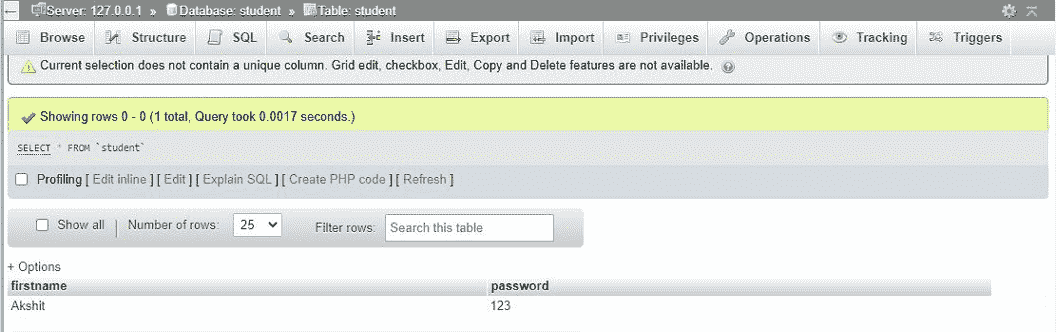 ← Server: 127.0.0.1 » Database: student » Table: student
Browse Structure SQL Search Insert Export Import Privileges Operations Tracking Triggers
Current selection does not contain a unique column. Grid edit, checkbox, Edit, Copy and Delete features are not available.
Showing rows 0 - 0 (1 total, Query took 0.0017 seconds.)
SELECT * FROM `student`
Profiling [ Edit inline ] [ Edit ] [ Explain SQL ] [ Create PHP code ] [ Refresh ]
Show all Number of rows: 25 Filter rows: Search this table
+ Options
firstname password
Akshit 123